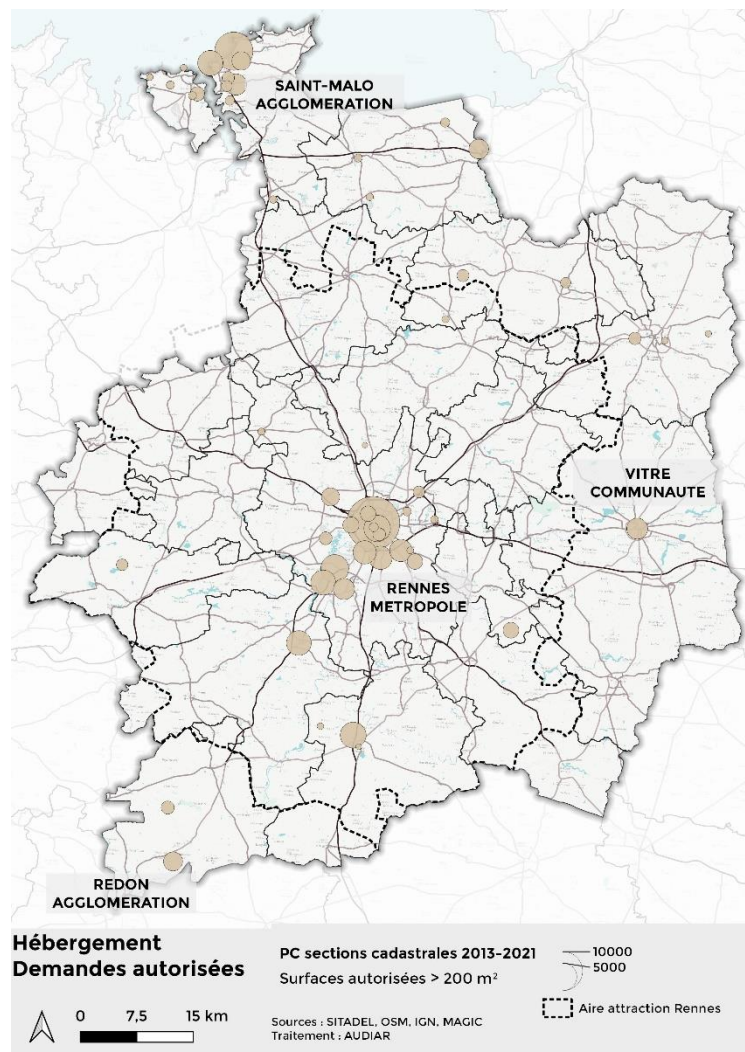 SAINT-MALO
AGGLOMERATION
VITRE
COMMUNAUTE
RENNES
METROPOLE
REDON
AGGLOMERATION
Hébergement
Demandes autorisées
PC sections cadastrales 2013-2021
Surfaces autorisées > 200 m²
10000
5000
Aire attraction Rennes
0 7,5 15 km
Sources : SITADEL, OSM, IGN, MAGIC
Traitement : AUDIAR